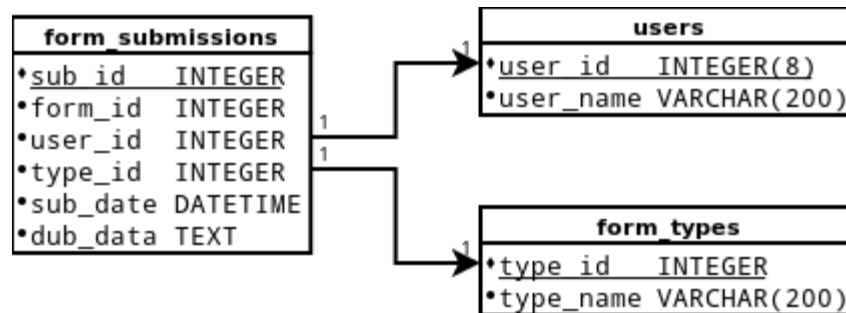 form_submissions
sub_id INTEGER
form_id INTEGER
user_id INTEGER
type_id INTEGER
sub_date DATETIME
dub_data TEXT
1
1
1
users
user_id INTEGER(8)
user_name VARCHAR(200)
1
form_types
type_id INTEGER
type_name VARCHAR(200)